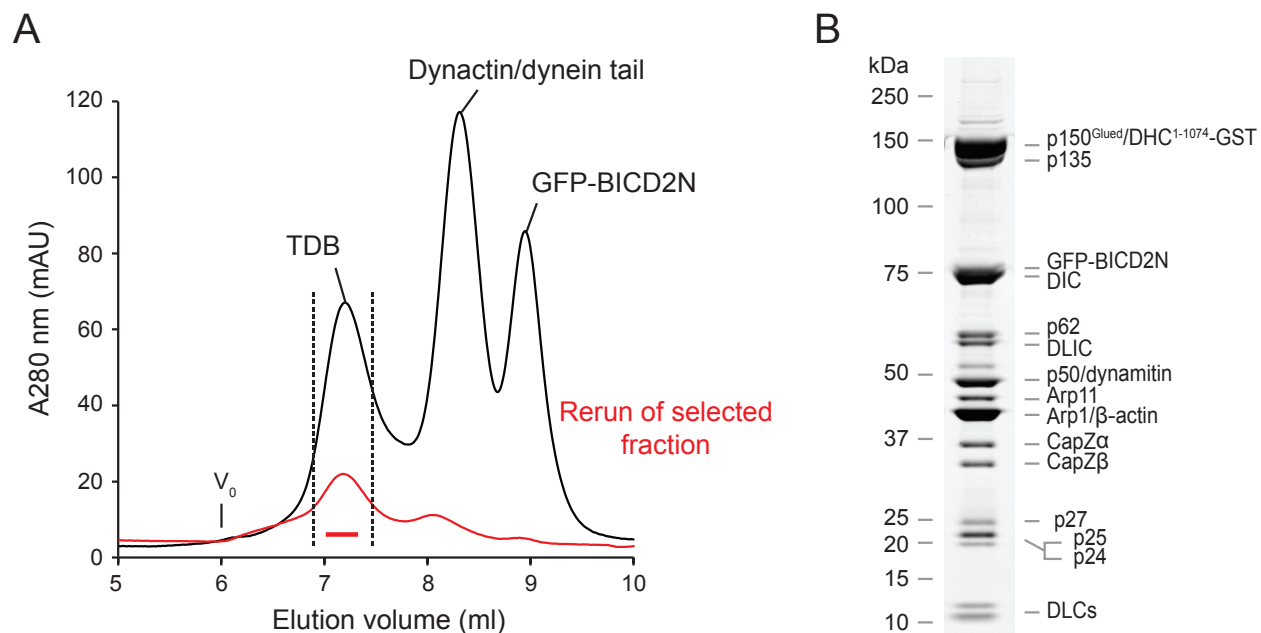 A
Dynactin/dynein tail
GFP-BICD2N
TDB
Rerun of selected
fraction
V0
A280 nm (mAU)
120
100
80
60
40
20
0
5
6
7
8
9
10
Elution volume (ml)
B
kDa
250
150
100
75
50
37
25
20
15
10
p150Glued/DHC1-1074-GST
p135
GFP-BICD2N
DIC
p62
DLIC
p50/dynamitin
Arp11
Arp1/β-actin
CapZα
CapZβ
p27
p25
p24
DLCs